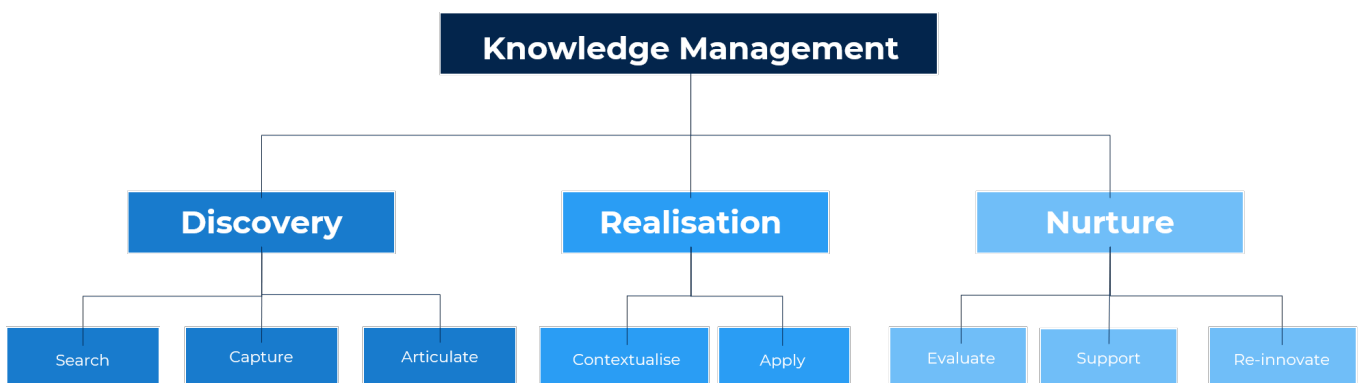 Knowledge Management
Discovery
Realisation
Nurture
Search
Capture
Articulate
Contextualise
Apply
Evaluate
Support
Re-innovate